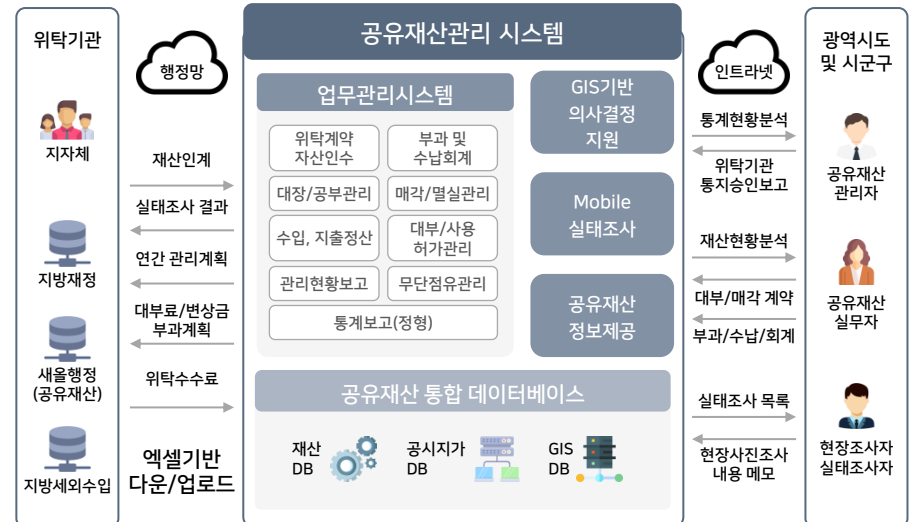 위탁기관
지자체
지방재정
새올행정
(공유재산)
지방세외수입
행정망
재산인계
실태조사 결과
연간 관리계획
대부료/변상금
부과계획
위탁수수료
엑셀기반
다운/업로드
공유재산관리 시스템
업무관리시스템
위탁계약
자산인수
부과 및
수납회계
대장/공부관리
매각/멸실관리
수입, 지출정산
대부/사용
허가관리
관리현황보고
무단점유관리
통계보고(정형)
GIS기반
의사결정
지원
Mobile
실태조사
공유재산
정보제공
공유재산 통합 데이터베이스
재산
DB
공시지가
DB
GIS
DB
인트라넷
통계현황분석
위탁기관
통지승인보고
재산현황분석
대부/매각 계약
부과/수납/회계
실태조사 목록
현장사진조사
내용 메모
광역시도
및 시군구
공유재산
관리자
공유재산
실무자
현장조사자
실태조사자